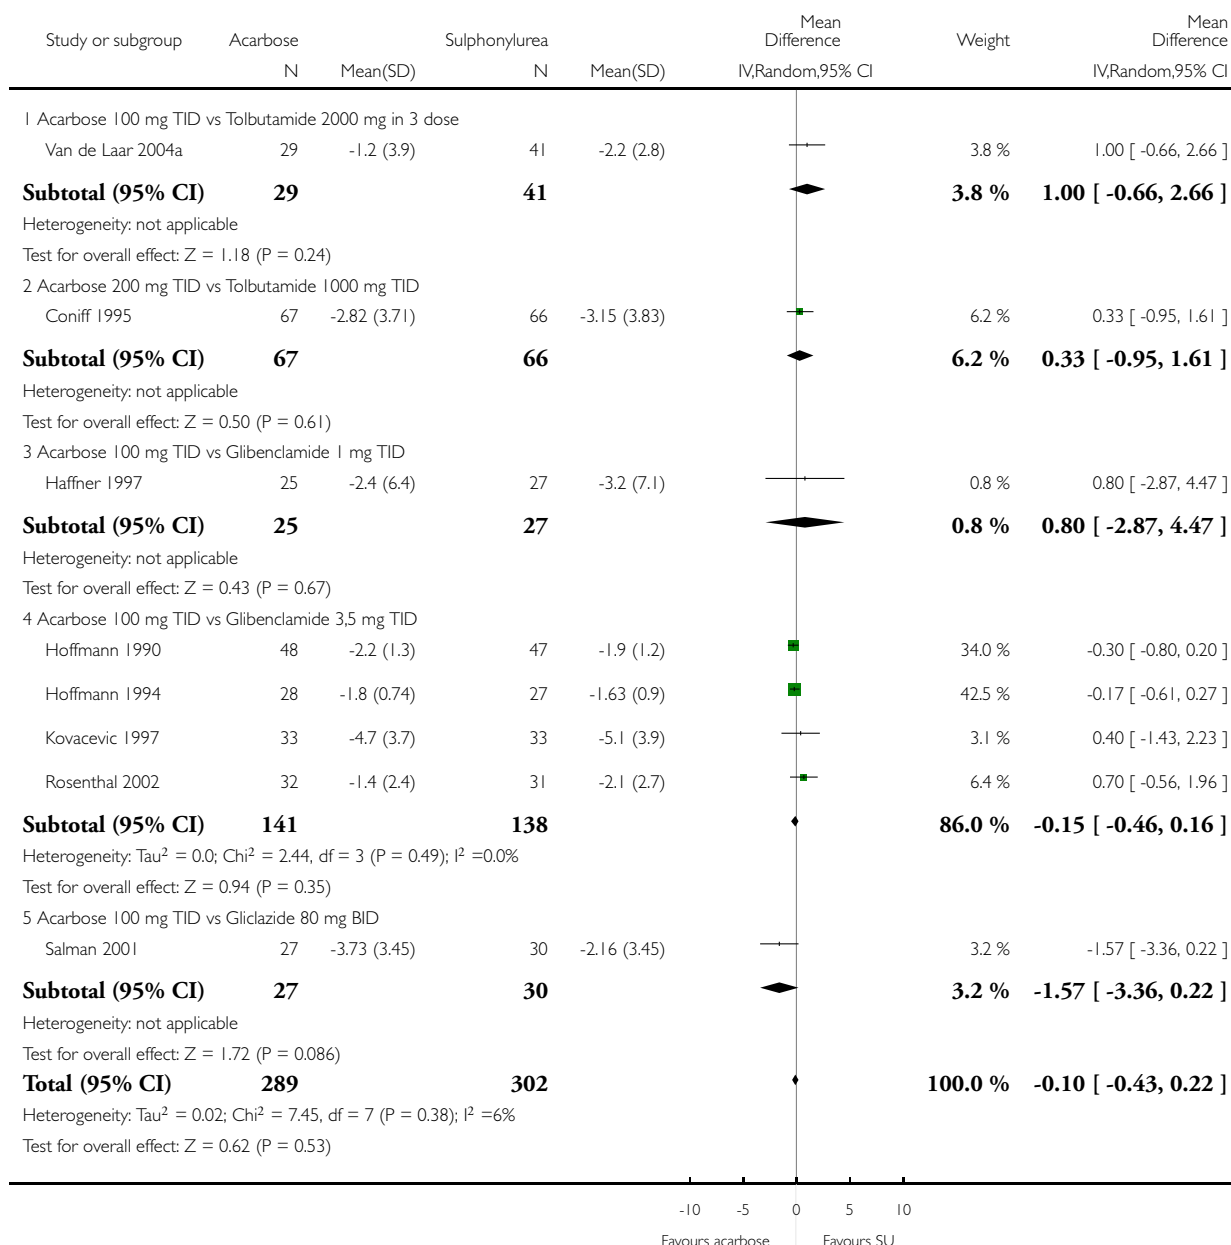 Study or subgroup Acarbose Sulphonylurea Mean Difference Weight Mean Difference
N Mean(SD) N Mean(SD) IV,Random,95% CI IV,Random,95% CI
1 Acarbose 100 mg TID vs Tolbutamide 2000 mg in 3 dose
Van de Laar 2004a 29 -1.2 (3.9) 41 -2.2 (2.8) 3.8 % 1.00 [ -0.66, 2.66 ]
Subtotal (95% CI) 29 41 3.8 % 1.00 [ -0.66, 2.66 ]
Heterogeneity: not applicable
Test for overall effect: Z = 1.18 (P = 0.24)
2 Acarbose 200 mg TID vs Tolbutamide 1000 mg TID
Coniff 1995 67 -2.82 (3.71) 66 -3.15 (3.83) 6.2 % 0.33 [ -0.95, 1.61 ]
Subtotal (95% CI) 67 66 6.2 % 0.33 [ -0.95, 1.61 ]
Heterogeneity: not applicable
Test for overall effect: Z = 0.50 (P = 0.61)
3 Acarbose 100 mg TID vs Glibenclamide 1 mg TID
Haffner 1997 25 -2.4 (6.4) 27 -3.2 (7.1) 0.8 % 0.80 [ -2.87, 4.47 ]
Subtotal (95% CI) 25 27 0.8 % 0.80 [ -2.87, 4.47 ]
Heterogeneity: not applicable
Test for overall effect: Z = 0.43 (P = 0.67)
4 Acarbose 100 mg TID vs Glibenclamide 3,5 mg TID
Hoffmann 1990 48 -2.2 (1.3) 47 -1.9 (1.2) 34.0 % -0.30 [ -0.80, 0.20 ]
Hoffmann 1994 28 -1.8 (0.74) 27 -1.63 (0.9) 42.5 % -0.17 [ -0.61, 0.27 ]
Kovacevic 1997 33 -4.7 (3.7) 33 -5.1 (3.9) 3.1 % 0.40 [ -1.43, 2.23 ]
Rosenthal 2002 32 -1.4 (2.4) 31 -2.1 (2.7) 6.4 % 0.70 [ -0.56, 1.96 ]
Subtotal (95% CI) 141 138 86.0 % -0.15 [ -0.46, 0.16 ]
Heterogeneity: Tau² = 0.0; Chi² = 2.44, df = 3 (P = 0.49); I² =0.0%
Test for overall effect: Z = 0.94 (P = 0.35)
5 Acarbose 100 mg TID vs Gliclazide 80 mg BID
Salman 2001 27 -3.73 (3.45) 30 -2.16 (3.45) 3.2 % -1.57 [ -3.36, 0.22 ]
Subtotal (95% CI) 27 30 3.2 % -1.57 [ -3.36, 0.22 ]
Heterogeneity: not applicable
Test for overall effect: Z = 1.72 (P = 0.086)
Total (95% CI) 289 302 100.0 % -0.10 [ -0.43, 0.22 ]
Heterogeneity: Tau² = 0.02; Chi² = 7.45, df = 7 (P = 0.38); I² =6%
Test for overall effect: Z = 0.62 (P = 0.53)
-10 -5 0 5 10
Favours acarbose Favours SU